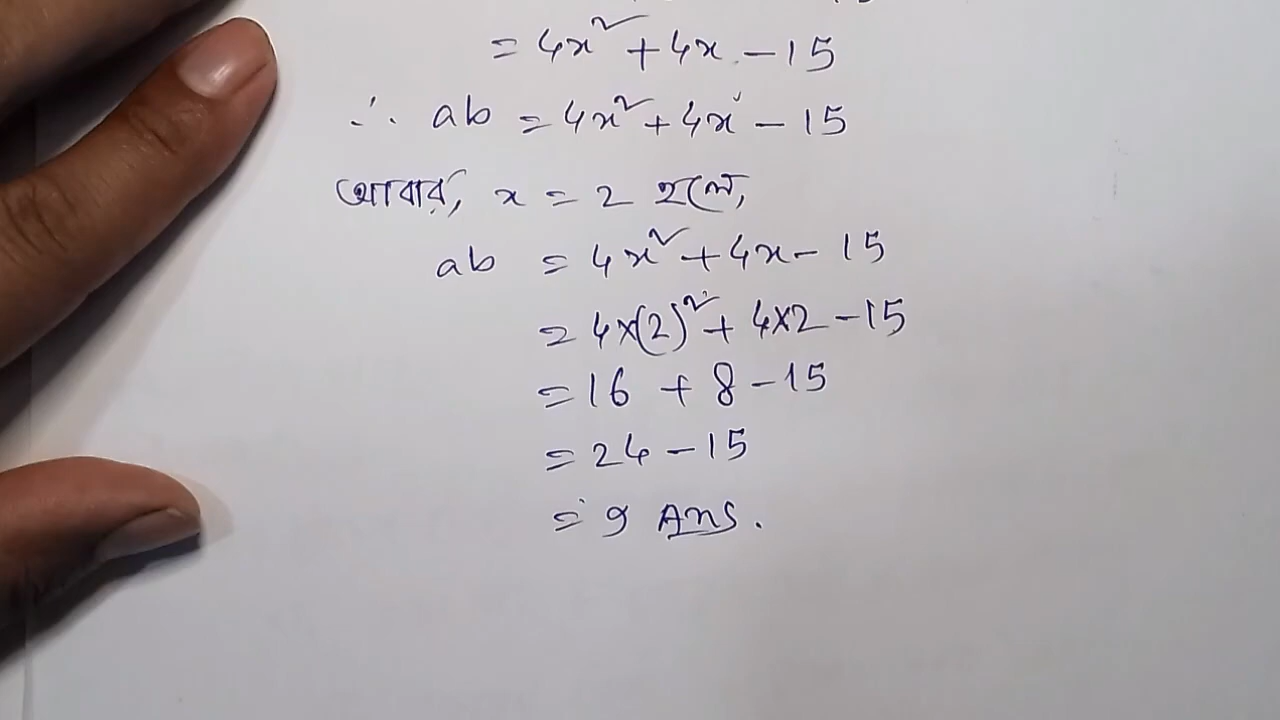 = 4x² + 4x - 15
∴ ab = 4x² + 4x - 15
আবার, x = 2 হলে,
ab = 4x² + 4x - 15
= 4×(2)² + 4×2 - 15
= 16 + 8 - 15
= 24 - 15
= 9 Ans.